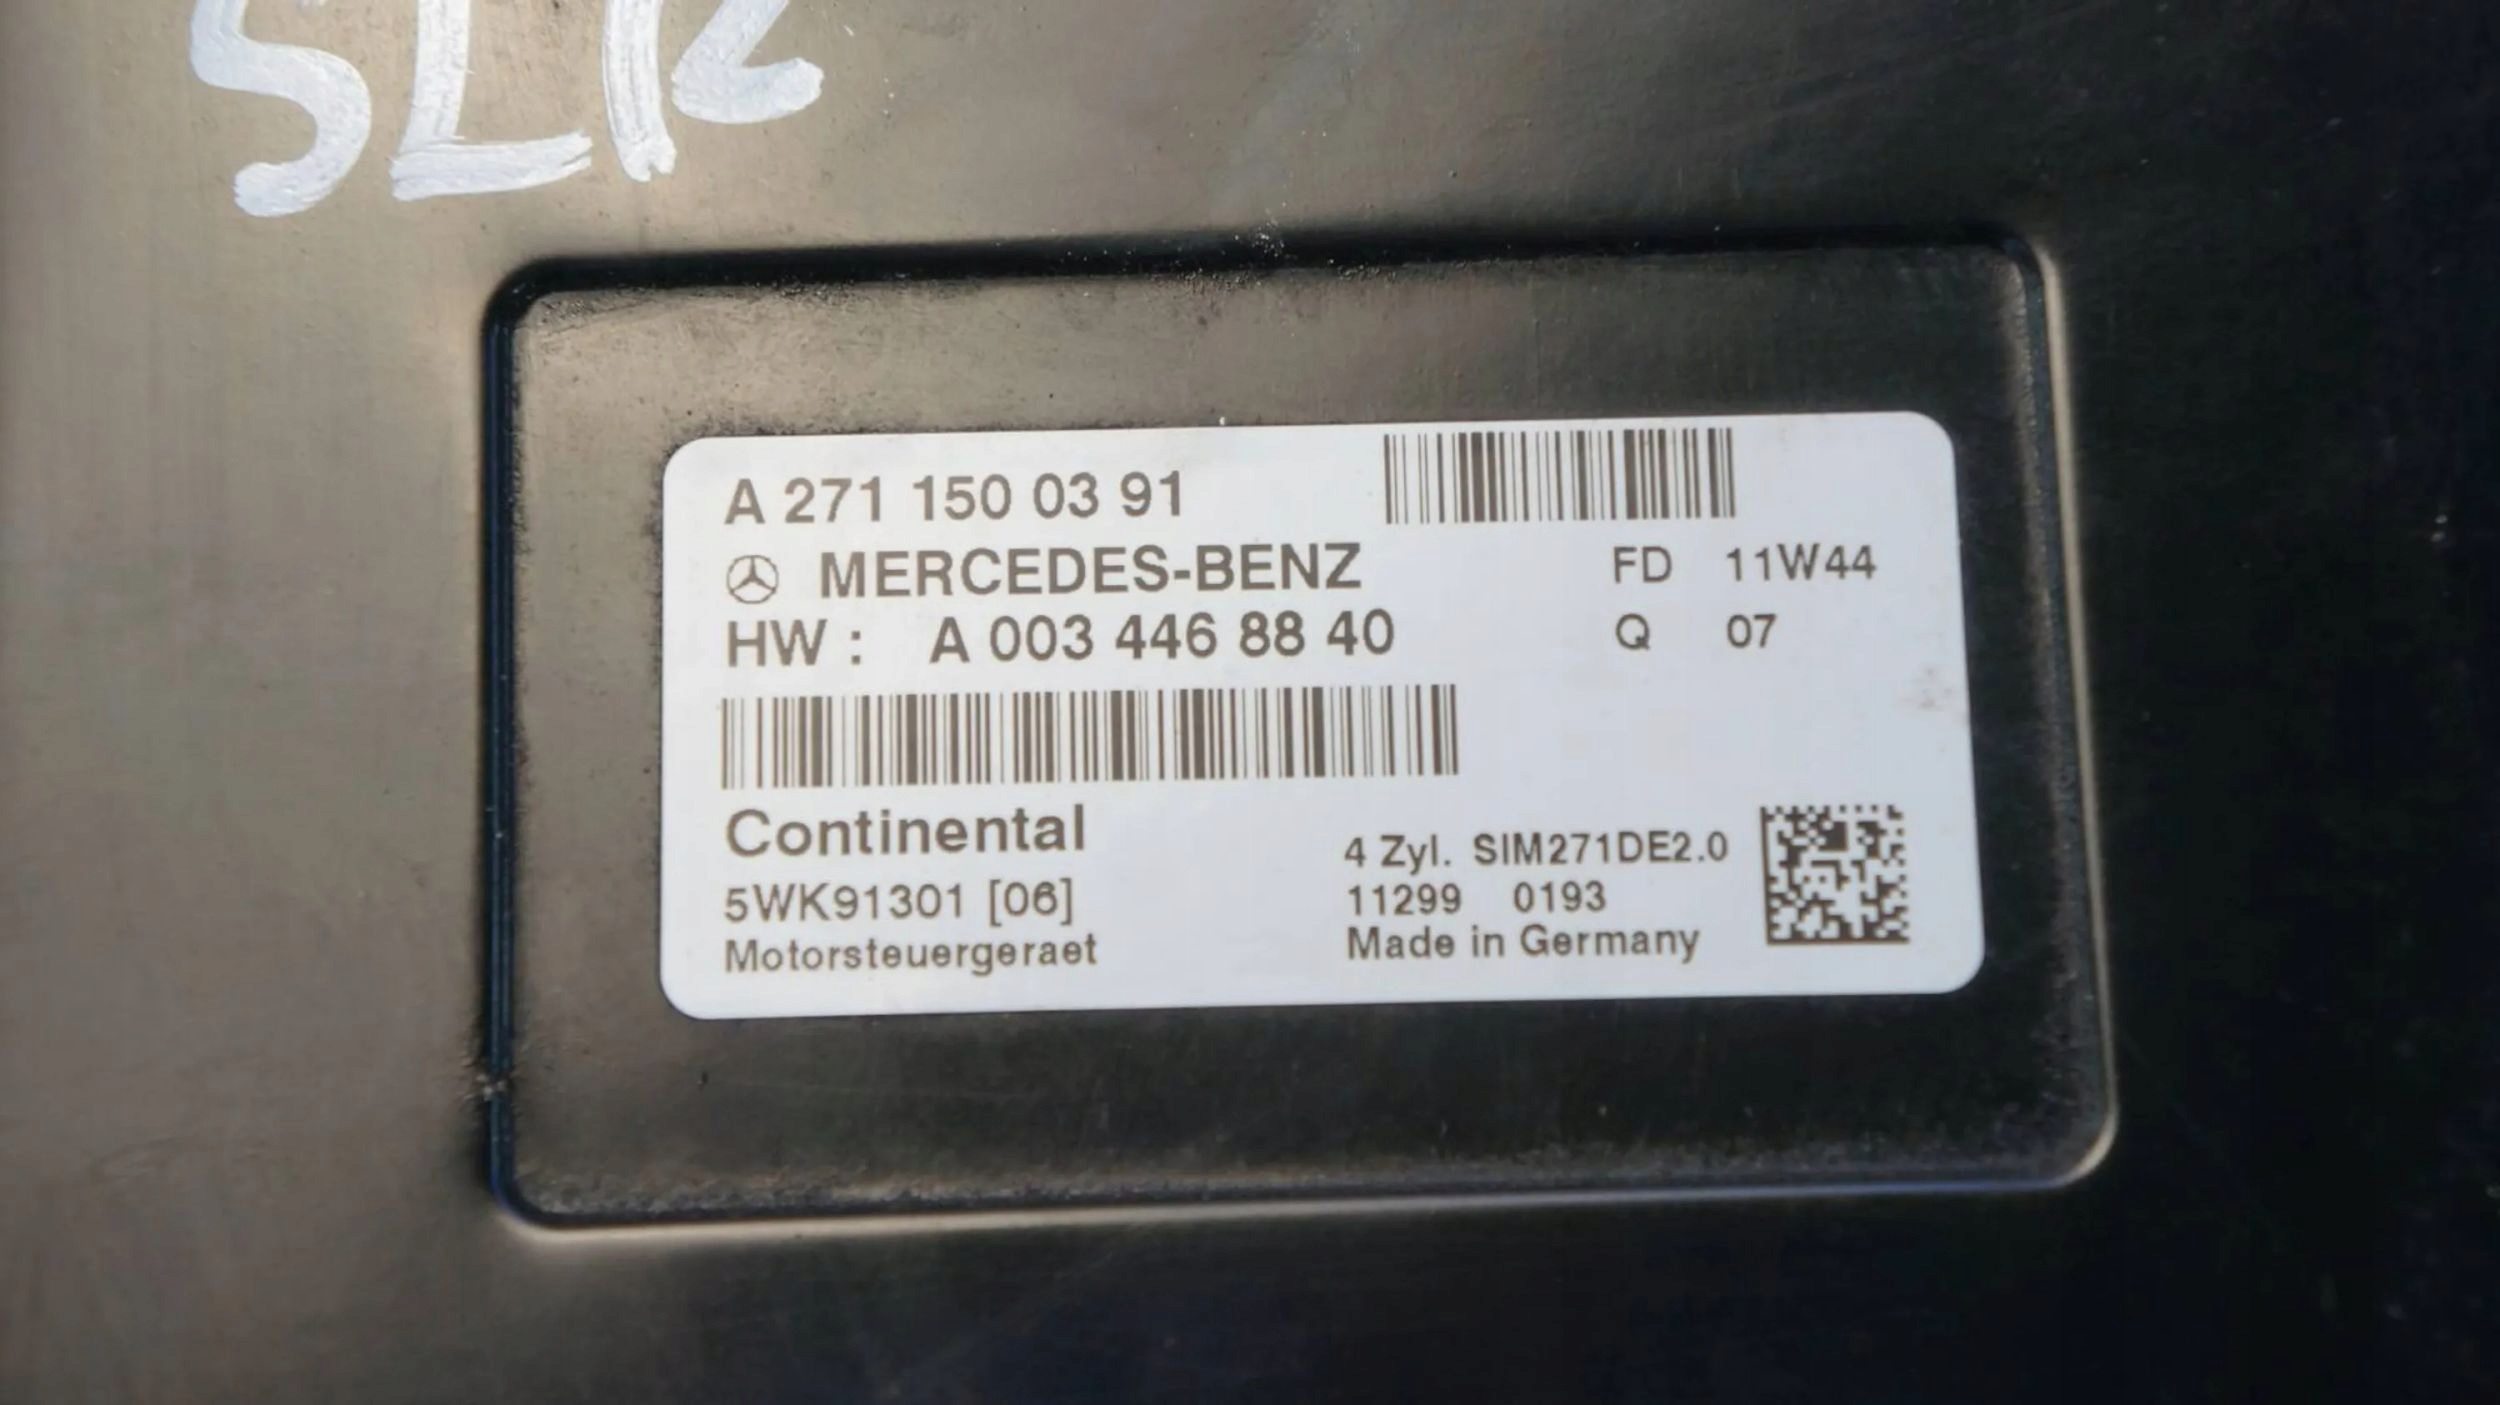 SLK
A 271 150 03 91
MERCEDES-BENZ FD 11W44
HW : A 003 446 88 40 Q 07
Continental
4 Zyl. SIM271DE2.0
5WK91301 [06] 11299 0193
Motorsteuergeraet Made in Germany